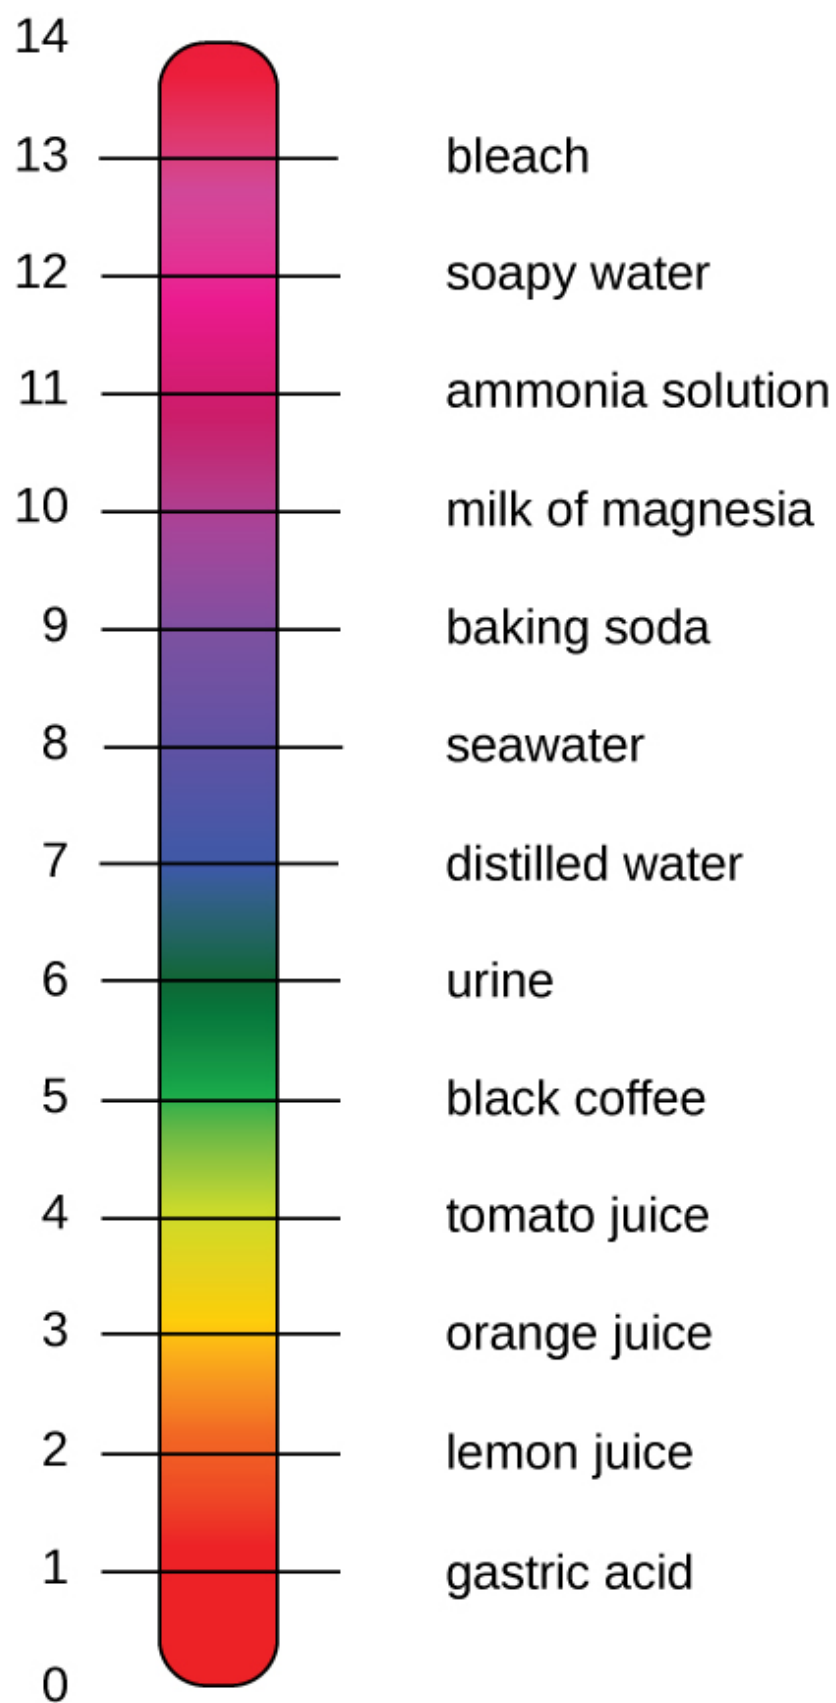 14
13 bleach
12 soapy water
11 ammonia solution
10 milk of magnesia
9 baking soda
8 seawater
7 distilled water
6 urine
5 black coffee
4 tomato juice
3 orange juice
2 lemon juice
1 gastric acid
0